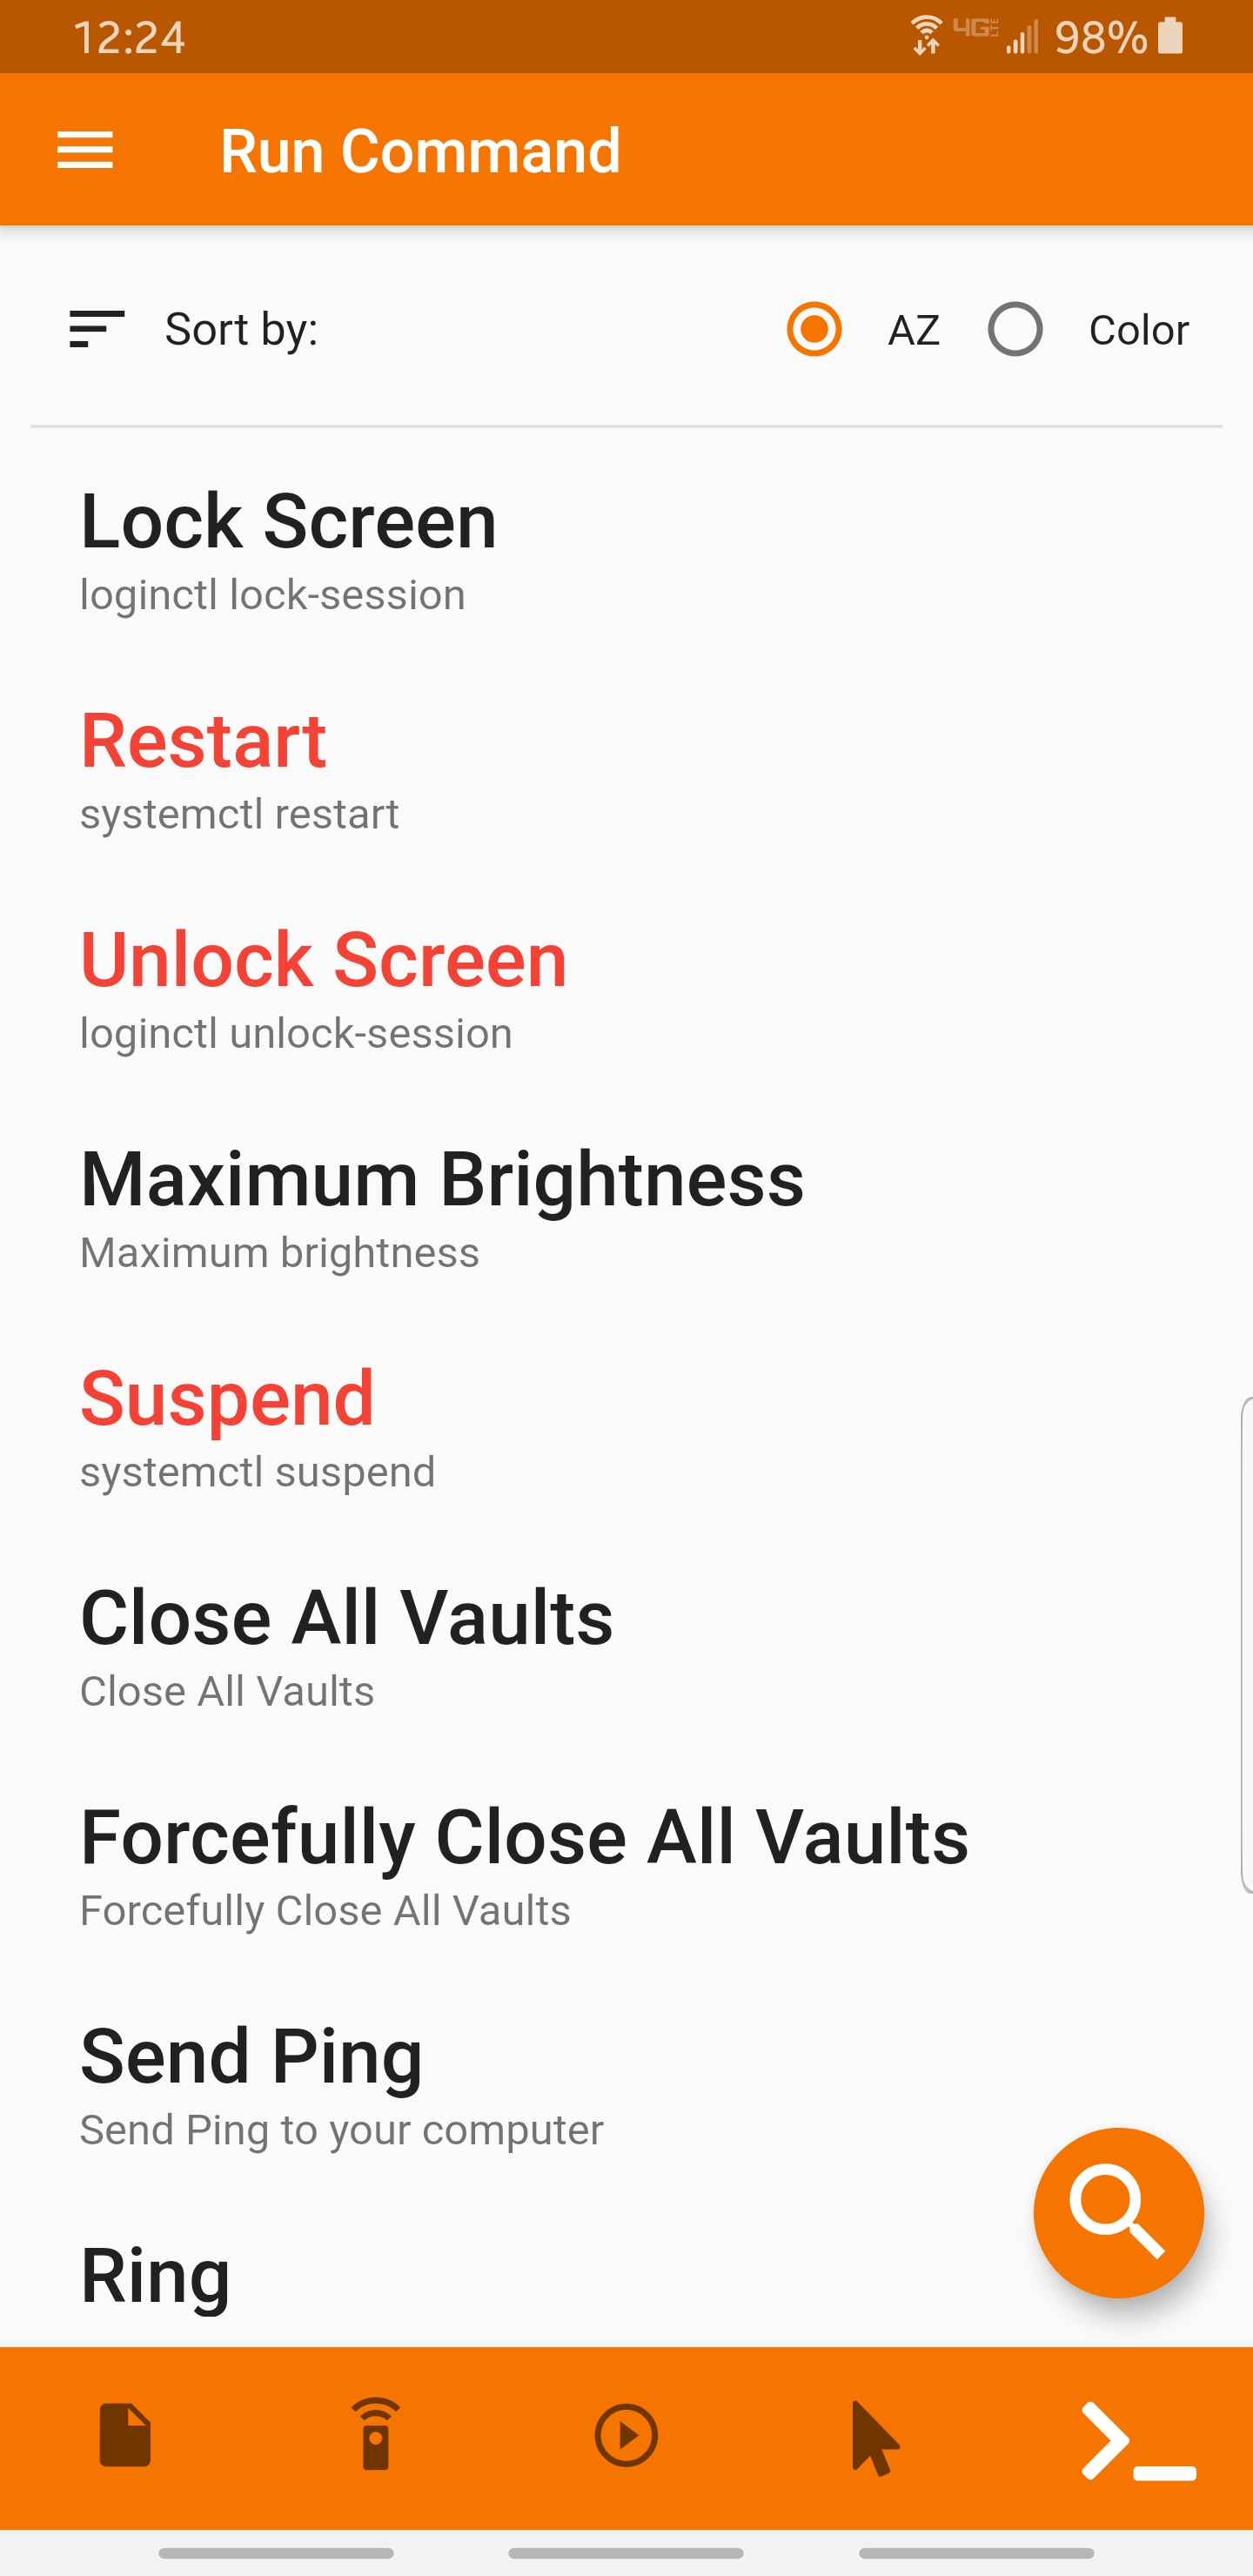 12:24 4G LTE 98%
Run Command
Sort by: AZ Color
Lock Screen
loginctl lock-session
Restart
systemctl restart
Unlock Screen
loginctl unlock-session
Maximum Brightness
Maximum brightness
Suspend
systemctl suspend
Close All Vaults
Close All Vaults
Forcefully Close All Vaults
Forcefully Close All Vaults
Send Ping
Send Ping to your computer
Ring